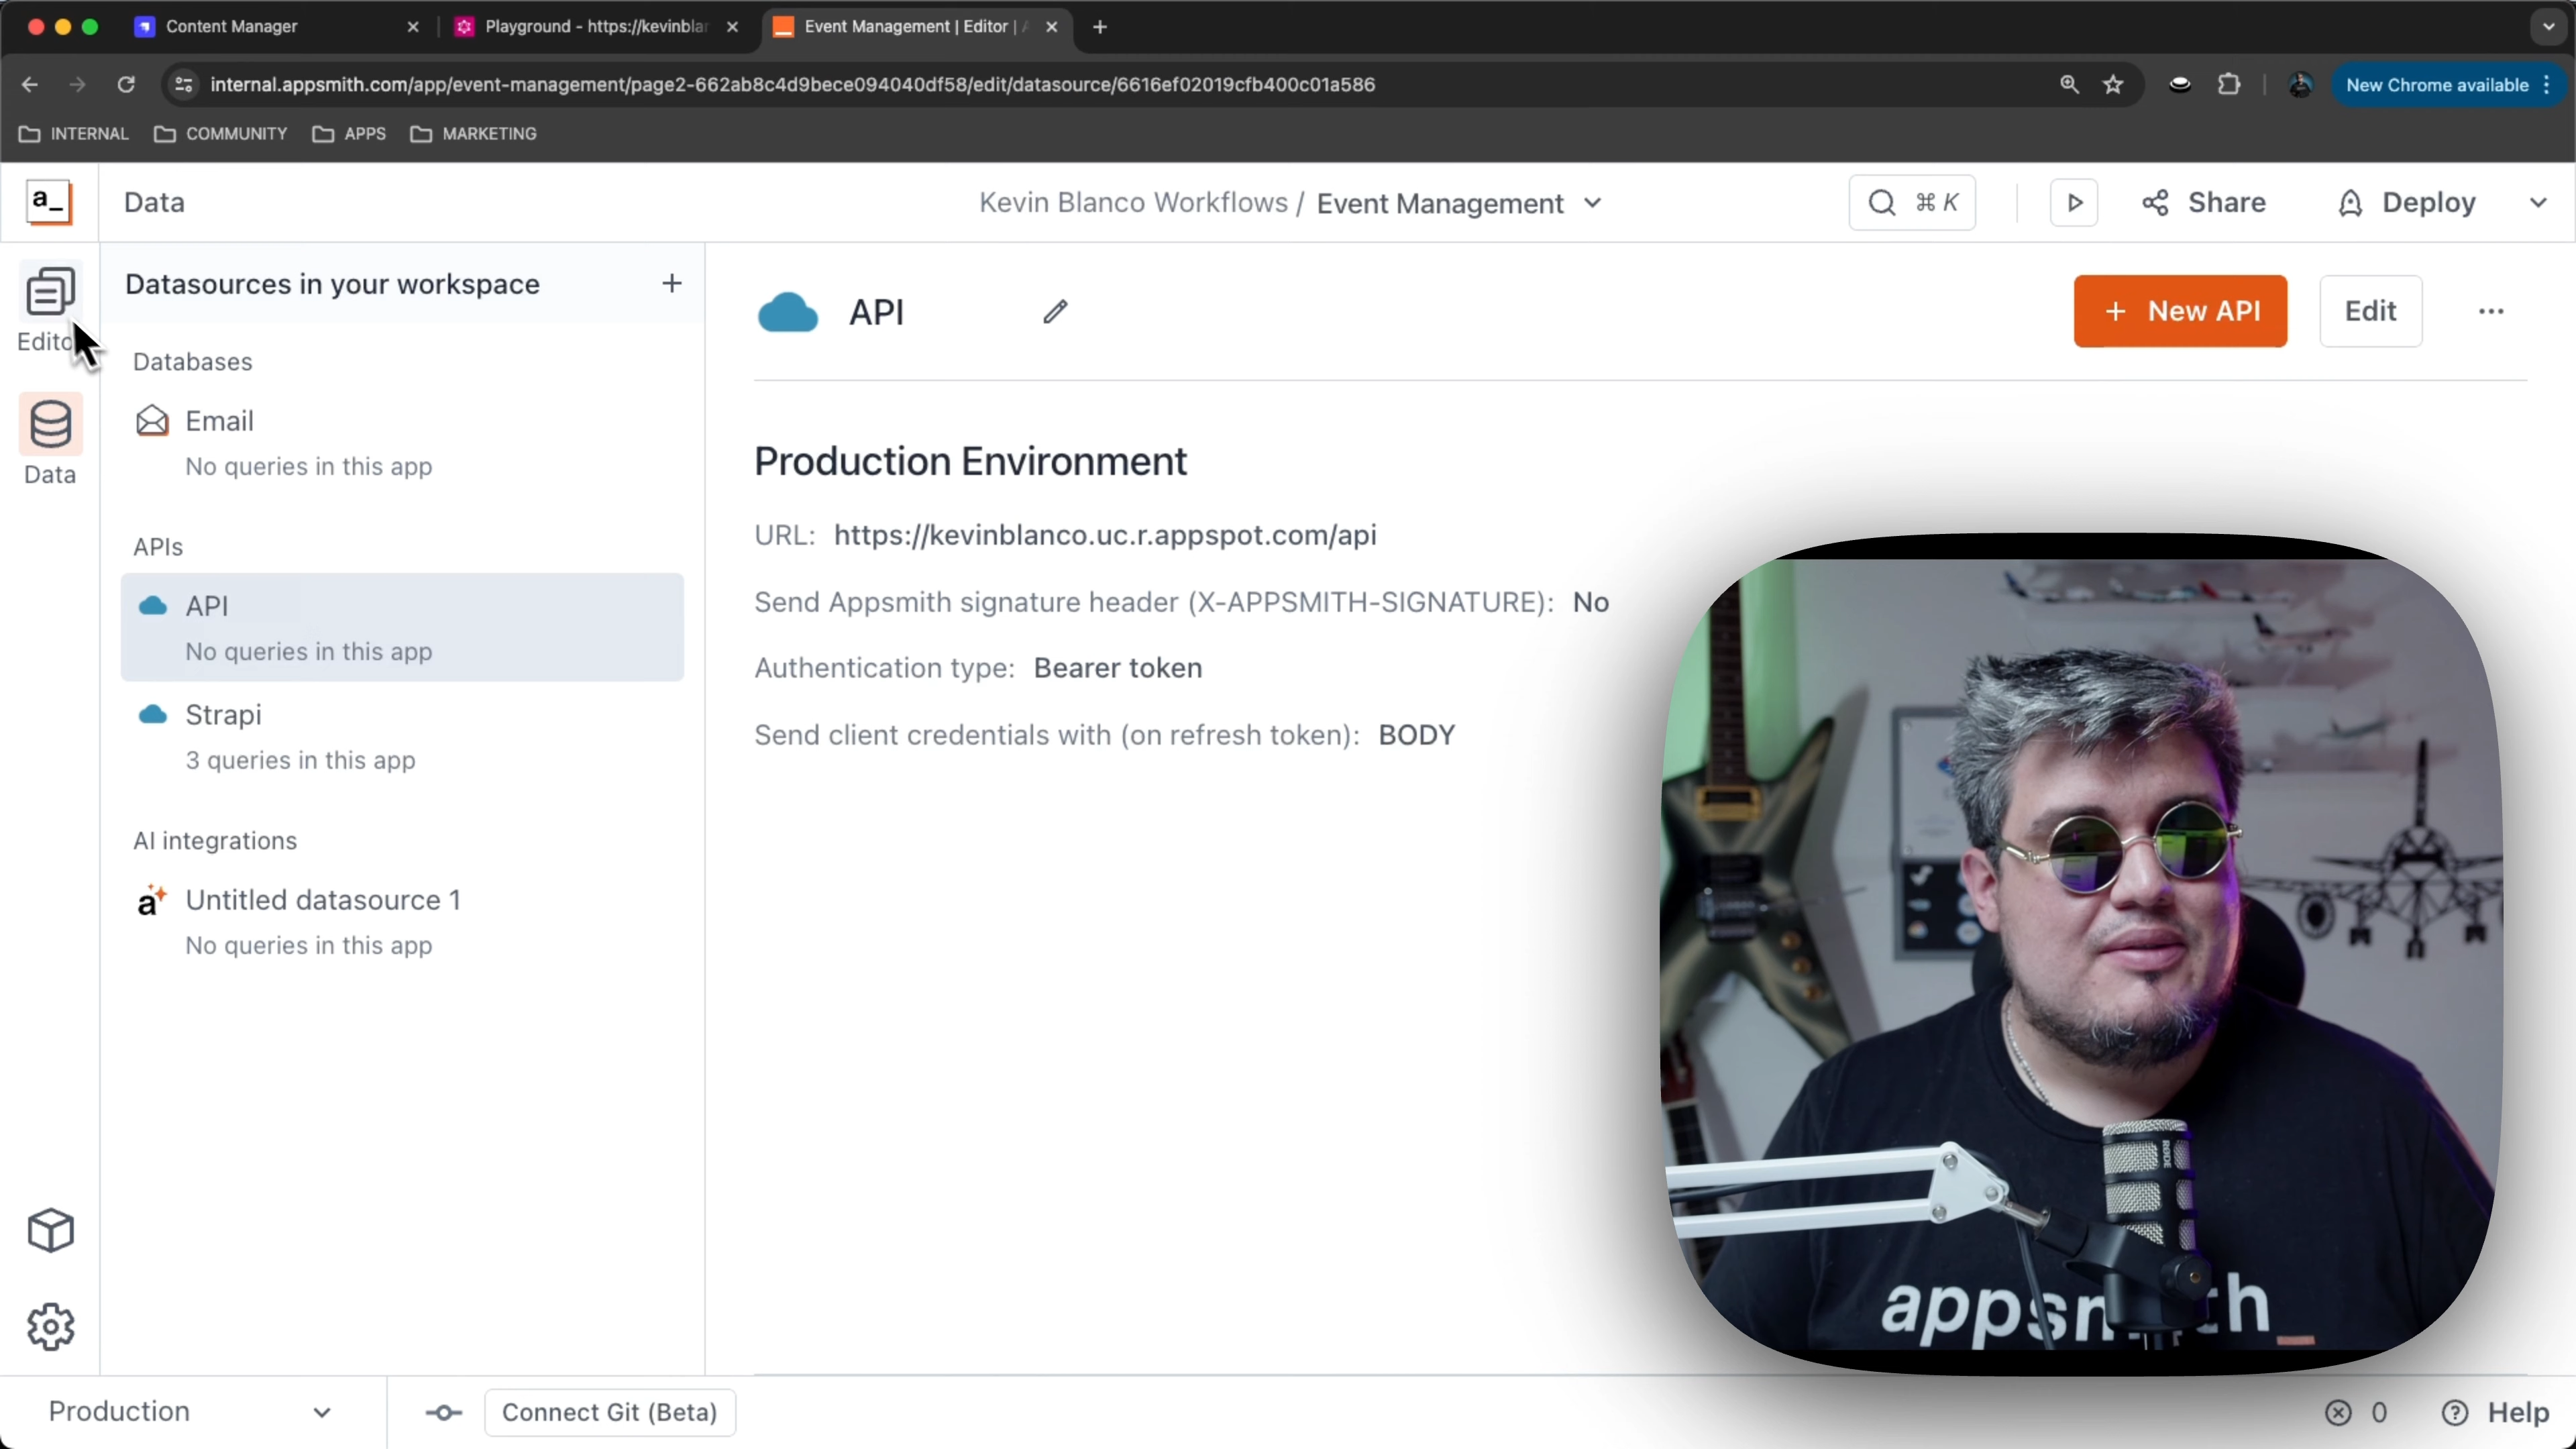 Content Manager
Playground - https://kevinblar
Event Management | Editor |
internal.appsmith.com/app/event-management/page2-662ab8c4d9bece094040df58/edit/datasource/6616ef02019cfb400c01a586
New Chrome available
INTERNAL
COMMUNITY
APPS
MARKETING
a_
Data
Kevin Blanco Workflows / Event Management
⌘ K
Share
Deploy
Datasources in your workspace
Databases
Email
No queries in this app
APIs
API
No queries in this app
Strapi
3 queries in this app
AI integrations
Untitled datasource 1
No queries in this app
Data
API
+ New API
Edit
Production Environment
URL: https://kevinblanco.uc.r.appspot.com/api
Send Appsmith signature header (X-APPSMITH-SIGNATURE): No
Authentication type: Bearer token
Send client credentials with (on refresh token): BODY
RODE
Production
Connect Git (Beta)
0
Help